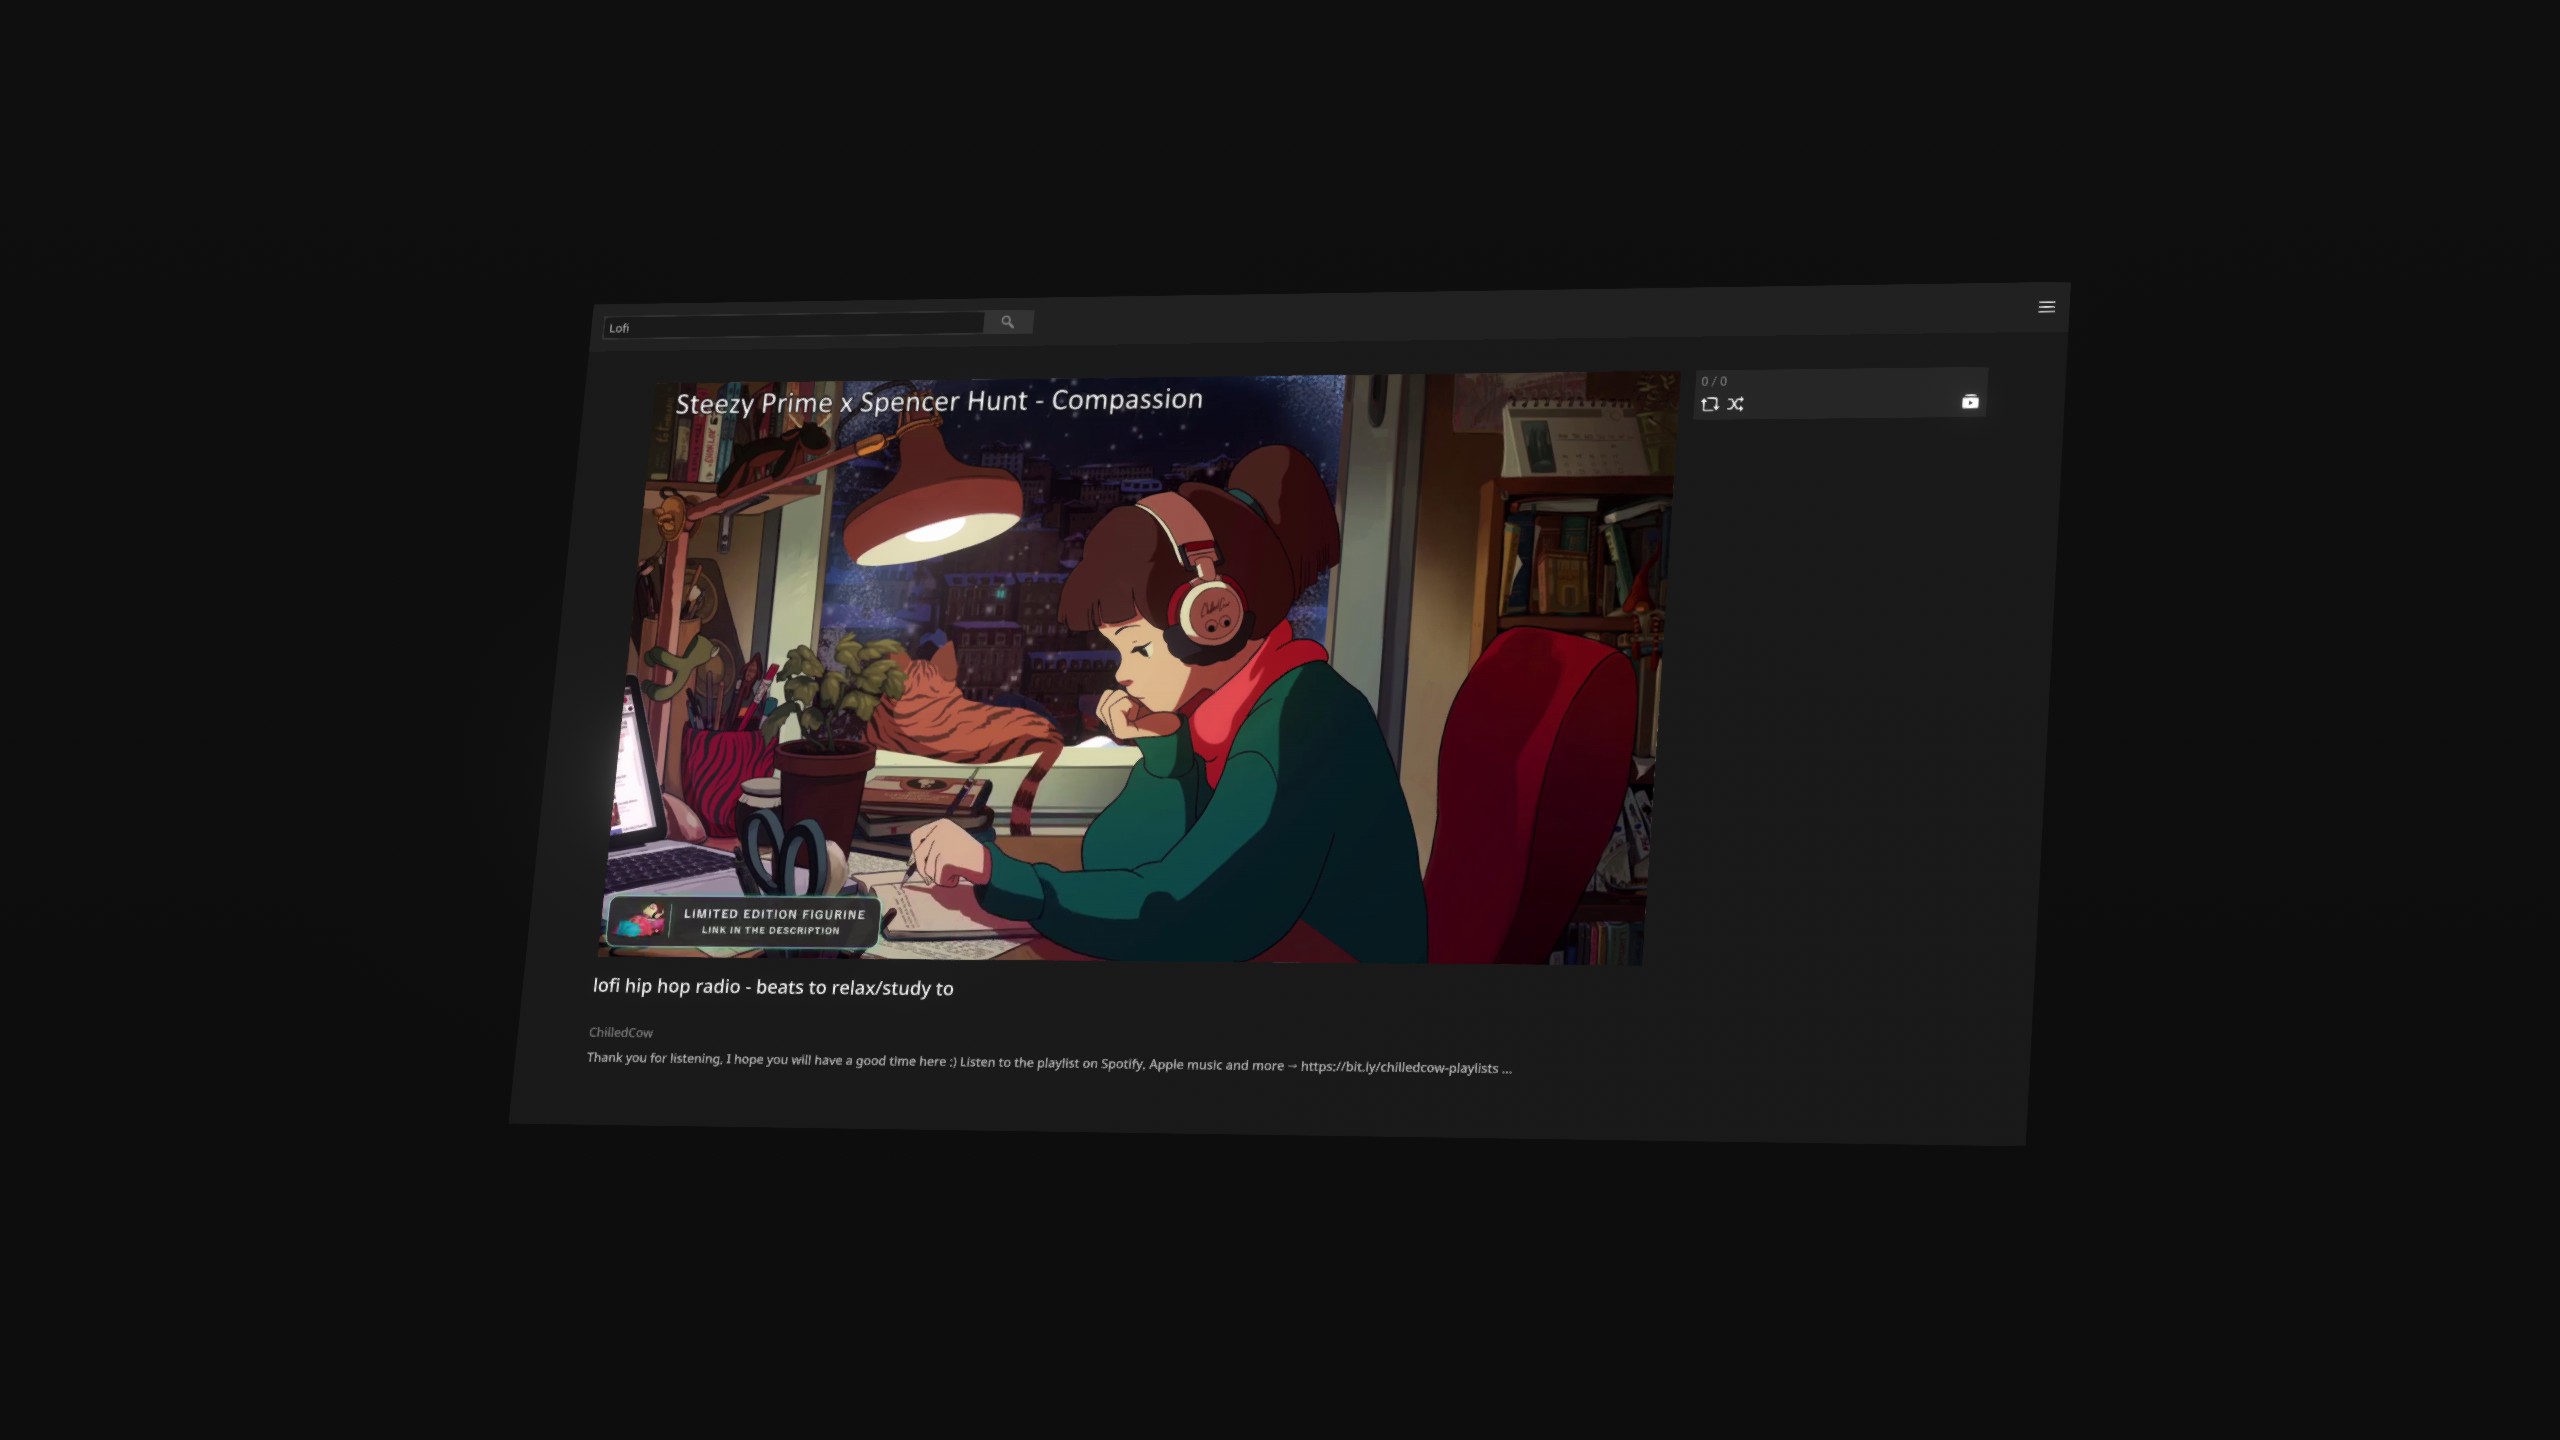 Lofi
0 / 0
Steezy Prime x Spencer Hunt - Compassion
LIMITED EDITION FIGURINE
LINK IN THE DESCRIPTION
lofi hip hop radio - beats to relax/study to
ChilledCow
Thank you for listening, I hope you will have a good time here :) Listen to the playlist on Spotify, Apple music and more → https://bit.ly/chilledcow-playlists ...